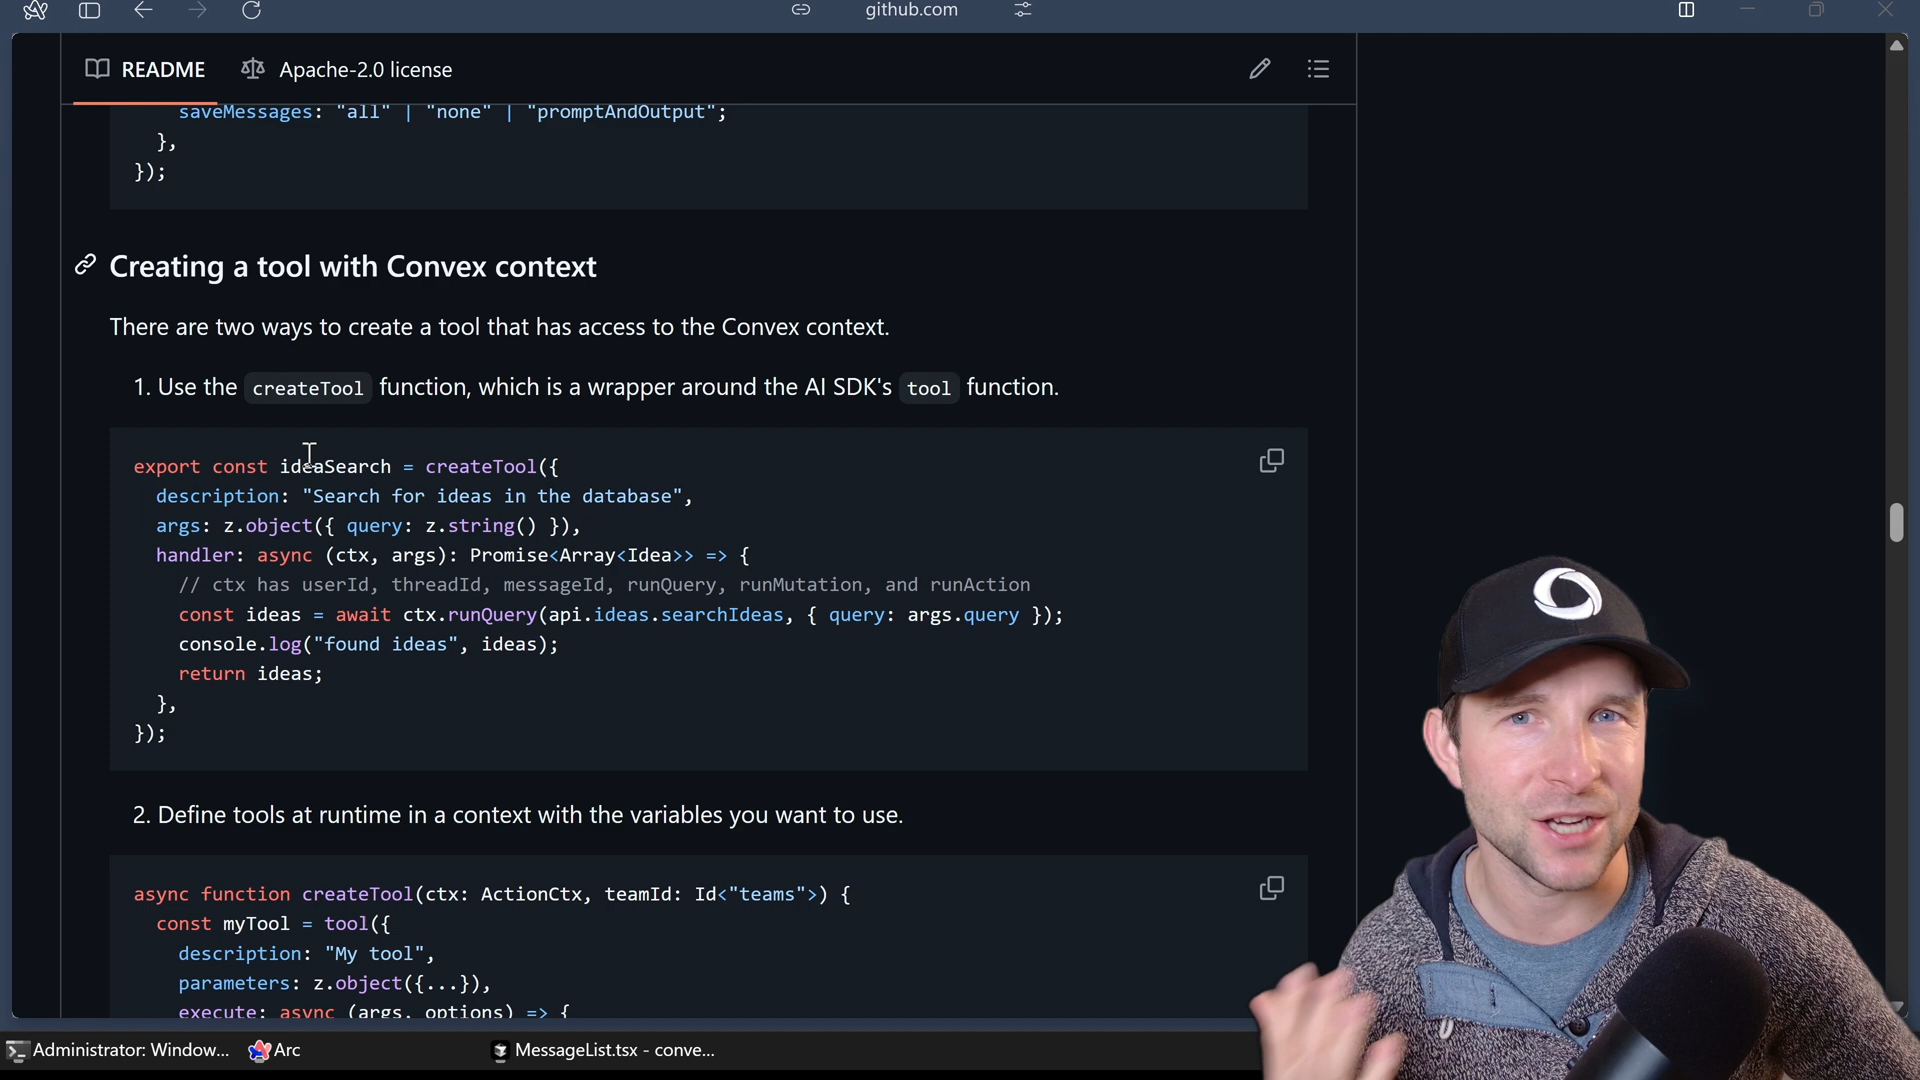 github.com
README
Apache-2.0 license
saveMessages: "all" | "none" | "promptAndOutput";
},
});
Creating a tool with Convex context
There are two ways to create a tool that has access to the Convex context.
1. Use the createTool function, which is a wrapper around the AI SDK's tool function.
export const ideaSearch = createTool({
description: "Search for ideas in the database",
args: z.object({ query: z.string() }),
handler: async (ctx, args): Promise<Array<Idea>> => {
// ctx has userId, threadId, messageId, runQuery, runMutation, and runAction
const ideas = await ctx.runQuery(api.ideas.searchIdeas, { query: args.query });
console.log("found ideas", ideas);
return ideas;
},
});
2. Define tools at runtime in a context with the variables you want to use.
async function createTool(ctx: ActionCtx, teamId: Id<"teams">) {
const myTool = tool({
description: "My tool",
parameters: z.object({...}),
execute: async (args, options) => {
Administrator: Window...
Arc
MessageList.tsx - conve...